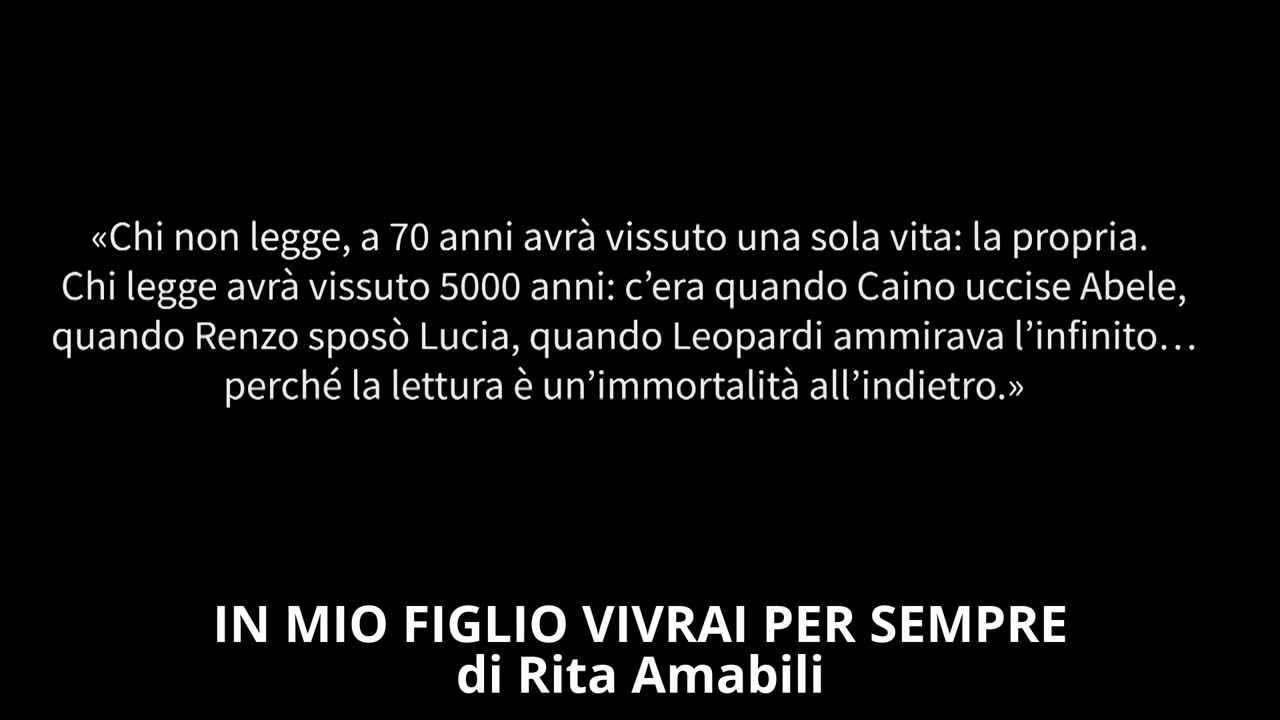 «Chi non legge, a 70 anni avrà vissuto una sola vita: la propria.
Chi legge avrà vissuto 5000 anni: c’era quando Caino uccise Abele,
quando Renzo sposò Lucia, quando Leopardi ammirava l’infinito…
perché la lettura è un’immortalità all’indietro.»
IN MIO FIGLIO VIVRAI PER SEMPRE
di Rita Amabili